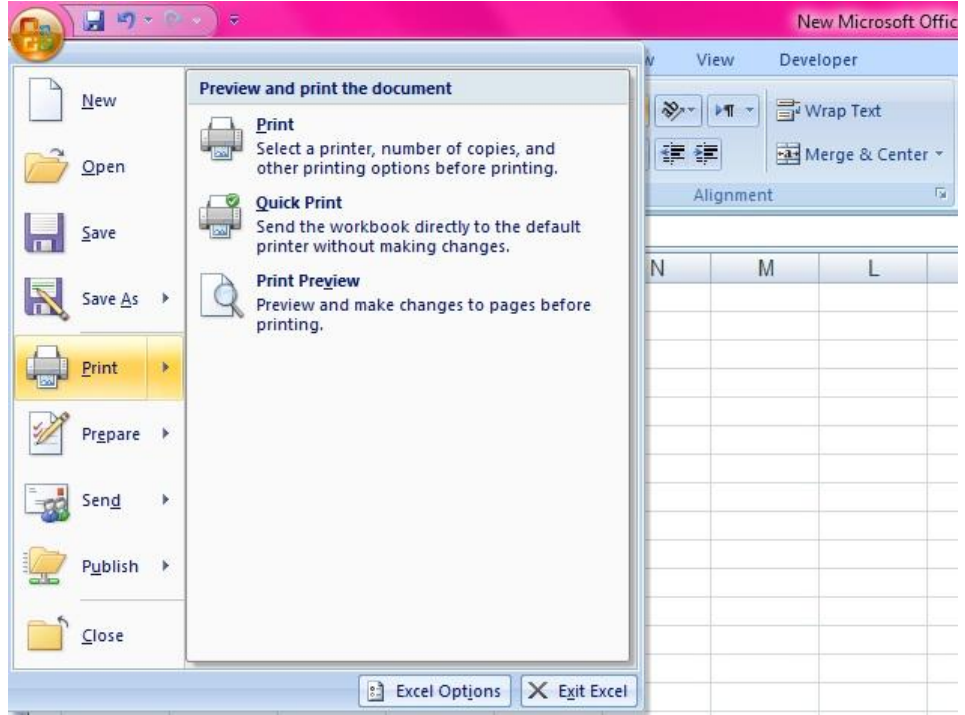 New Microsoft Offic
View Developer
New
Open
Save
Save As
Print
Prepare
Send
Publish
Close
Preview and print the document
Print
Select a printer, number of copies, and
other printing options before printing.
Quick Print
Send the workbook directly to the default
printer without making changes.
Print Preview
Preview and make changes to pages before
printing.
Excel Options
Exit Excel
Wrap Text
Merge & Center
Alignment
N M L